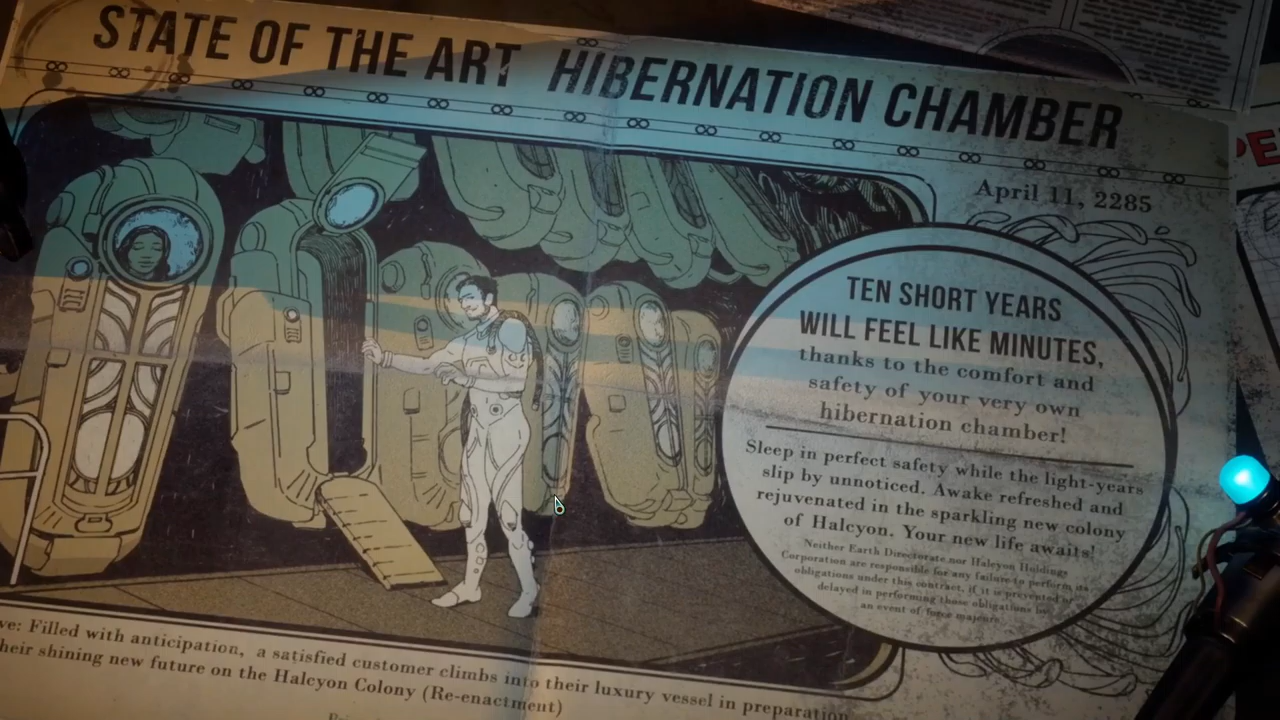 STATE OF THE ART HIBERNATION CHAMBER
April 11, 2285
TEN SHORT YEARS
WILL FEEL LIKE MINUTES,
thanks to the comfort and
safety of your very own
hibernation chamber!
Sleep in perfect safety while the light-years
slip by unnoticed. Awake refreshed and
rejuvenated in the sparkling new colony
of Halcyon. Your new life awaits!
Neither Earth Directorate nor Halcyon Holdings
Corporation are responsible for any failure to perform its
obligations under this contract, if it is prevented or
delayed in performing those obligations by
an event of force majeure.
ve: Filled with anticipation, a satisfied customer climbs into their luxury vessel in preparation
heir shining new future on the Halcyon Colony (Re-enactment)